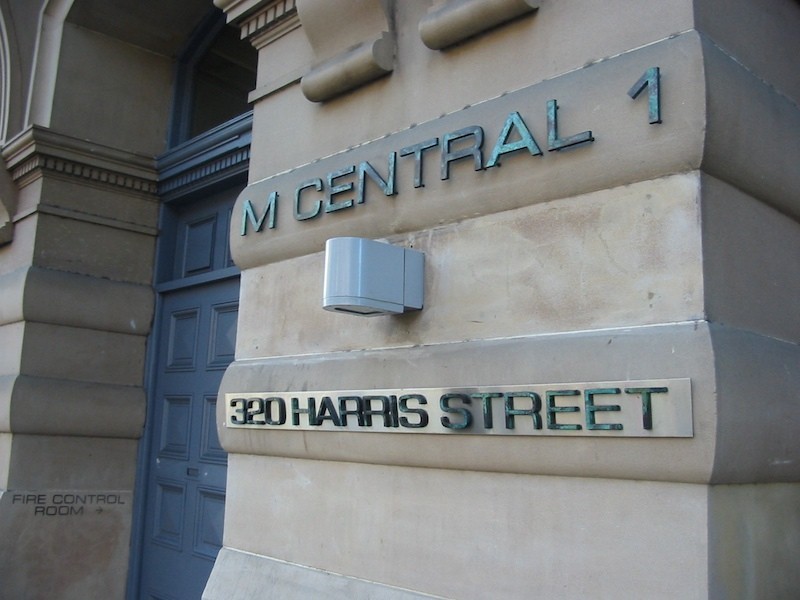 M CENTRAL 1
320 HARRIS STREET
FIRE CONTROL
ROOM →